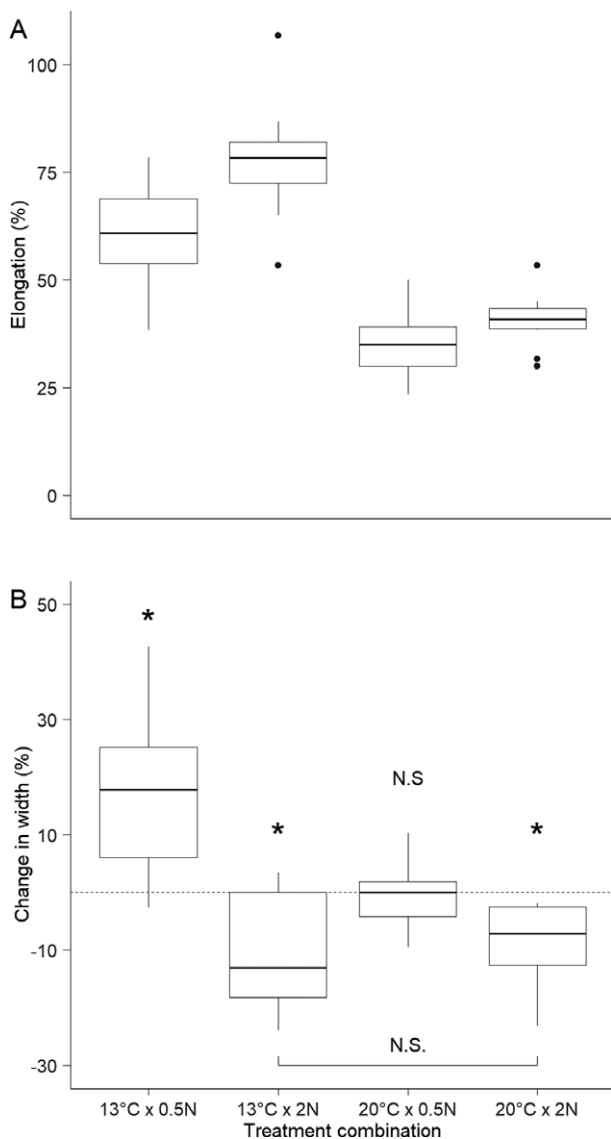 A
100
75
50
25
0
Elongation (%)
B
50
30
10
-10
-30
Change in width (%)
*
*
N.S
*
N.S.
13°C x 0.5N 13°C x 2N 20°C x 0.5N 20°C x 2N
Treatment combination